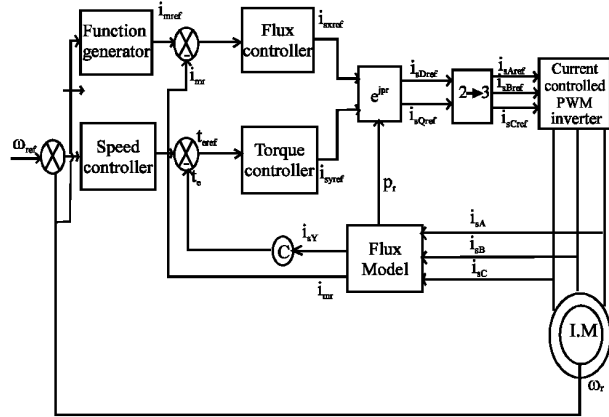 i_mref
Function
generator
i_mr
Flux
controller
i_sxref
e^jpr
i_sDref
i_sQref
2→3
i_sAref
i_sBref
i_sCref
Current
controlled
PWM
inverter
ω_ref
Speed
controller
t_eref
t_e
Torque
controller
i_syref
p_r
C
i_sY
i_mr
Flux
Model
i_sA
i_sB
i_sC
I.M
ω_r